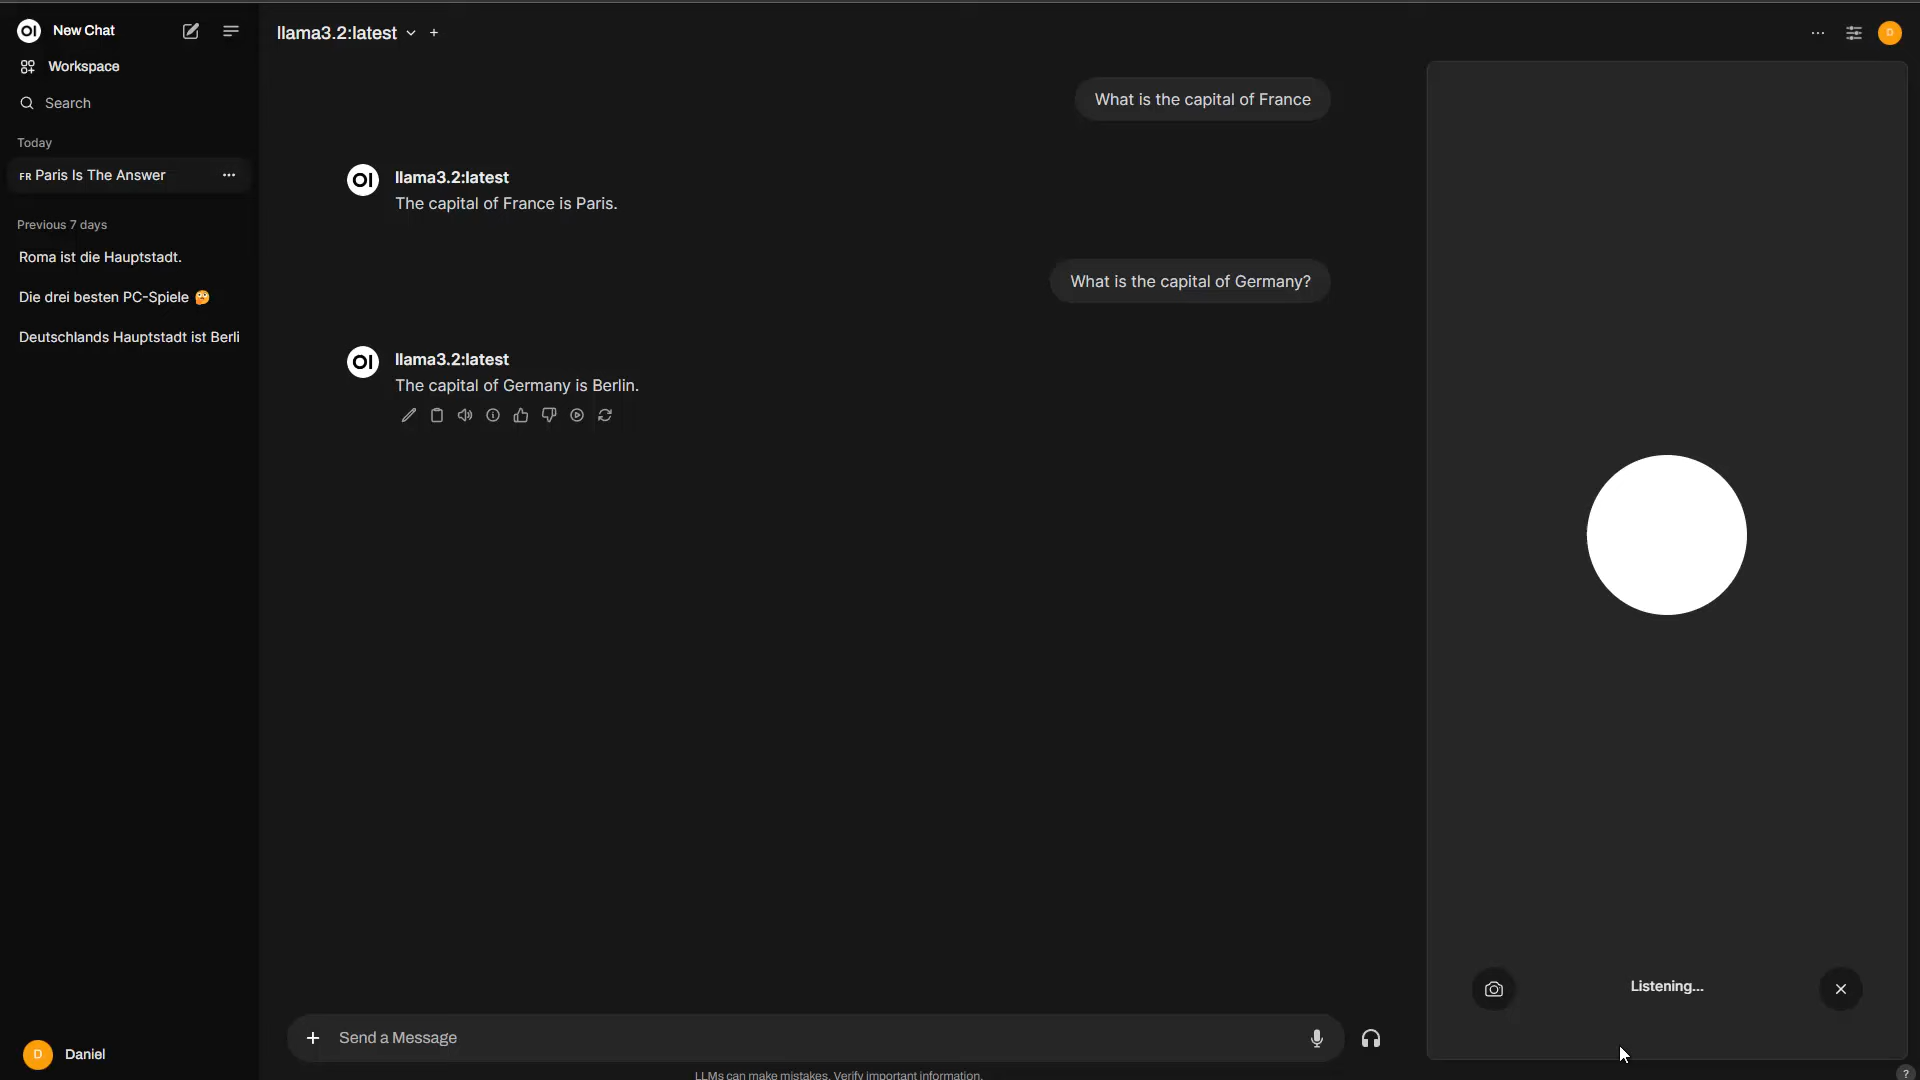 OI New Chat
Workspace
Search
Today
FR Paris Is The Answer
Previous 7 days
Roma ist die Hauptstadt.
Die drei besten PC-Spiele 🤔
Deutschlands Hauptstadt ist Berli
D Daniel
llama3.2:latest
D
What is the capital of France
OI llama3.2:latest
The capital of France is Paris.
What is the capital of Germany?
OI llama3.2:latest
The capital of Germany is Berlin.
Send a Message
LLMs can make mistakes. Verify important information.
Listening...
?